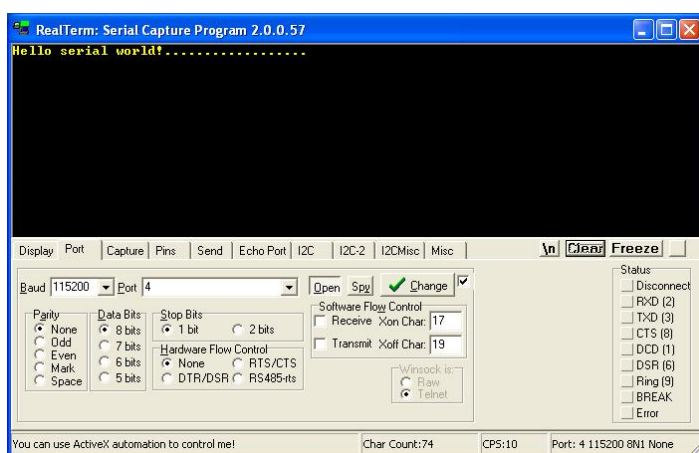 RealTerm: Serial Capture Program 2.0.0.57
Hello serial world!..................
Display Port Capture Pins Send Echo Port I2C I2C-2 I2CMisc Misc \n Clear Freeze
Baud 115200 Port 4 Open Spy Change
Parity
None
Odd
Even
Mark
Space
Data Bits
8 bits
7 bits
6 bits
5 bits
Stop Bits
1 bit 2 bits
Hardware Flow Control
None RTS/CTS
DTR/DSR RS485-rts
Software Flow Control
Receive Xon Char: 17
Transmit Xoff Char: 19
Winsock is:
Raw
Telnet
Status
Disconnect
RXD (2)
TXD (3)
CTS (8)
DCD (1)
DSR (6)
Ring (9)
BREAK
Error
You can use ActiveX automation to control me! Char Count:74 CPS:10 Port: 4 115200 8N1 None